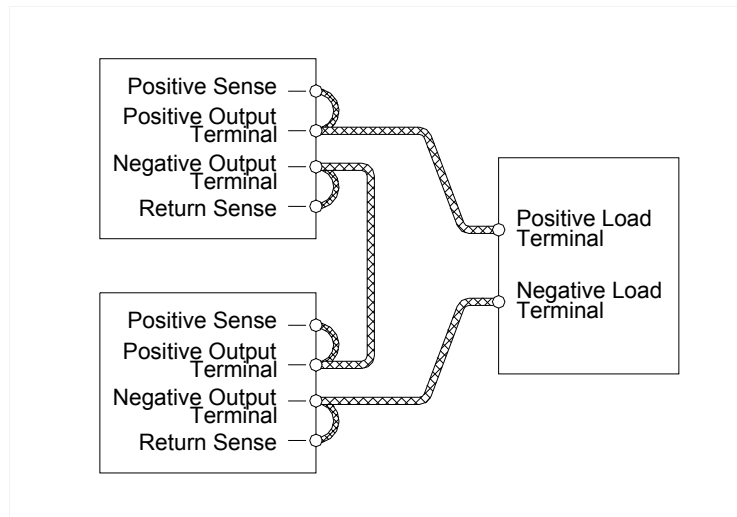 Positive Sense
Positive Output
Terminal
Negative Output
Terminal
Return Sense
Positive Load
Terminal
Negative Load
Terminal
Positive Sense
Positive Output
Terminal
Negative Output
Terminal
Return Sense